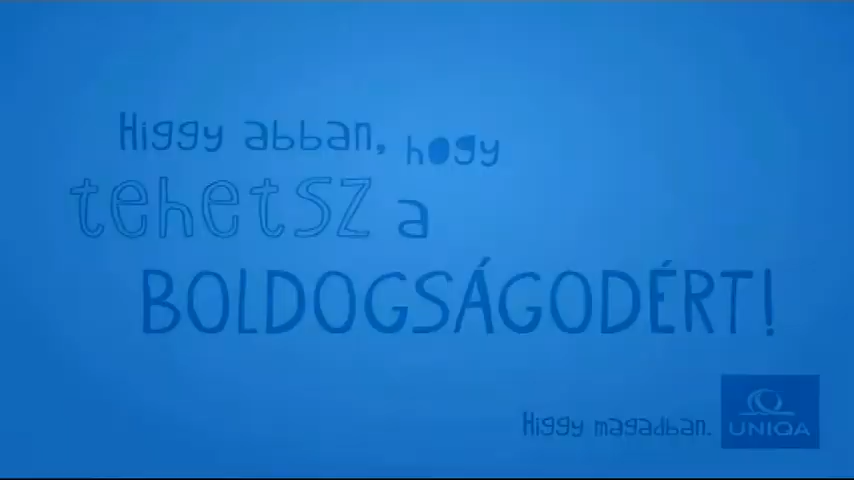 Higgy abban, hogy
tehetsz a
BOLDOGSÁGODÉRT!
Higgy magadban.
UNIQA